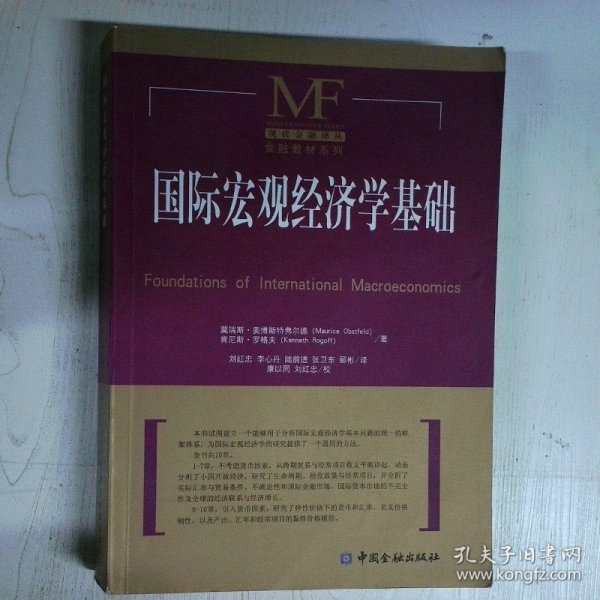 MF
MODERN FINANCE SERIES
现代金融译丛
金融教材系列
国际宏观经济学基础
Foundations of International Macroeconomics
莫瑞斯·奥博斯特弗尔德 (Maurice Obstfeld)
肯尼斯·罗格夫 (Kenneth Rogoff)
/著
刘红忠 李心丹 陆前进 张卫东 郾彬/译
康以同 刘红忠/校
本书试图建立一个能够用于分析国际宏观经济学基本问题的统一的框
架体系，为国际宏观经济学的研究提供了一个通用的方法。
全书共10章。
1-7章，不考虑货币因素，从跨期贸易与经常项目收支平衡讲起，动态
分析了小国开放经济，研究了生命周期、税收政策与经常项目，并分析了
实际汇率与贸易条件、不确定性和国际金融市场、国际资本市场的不完全
性及全球的经济联系与经济增长。
8-10章，引入货币因素，研究了弹性价格下的货币和汇率、名义价格
刚性，以及产出、汇率和经常项目的黏性价格模型。
中国金融出版社
孔夫子旧书网
www.kongfz.com